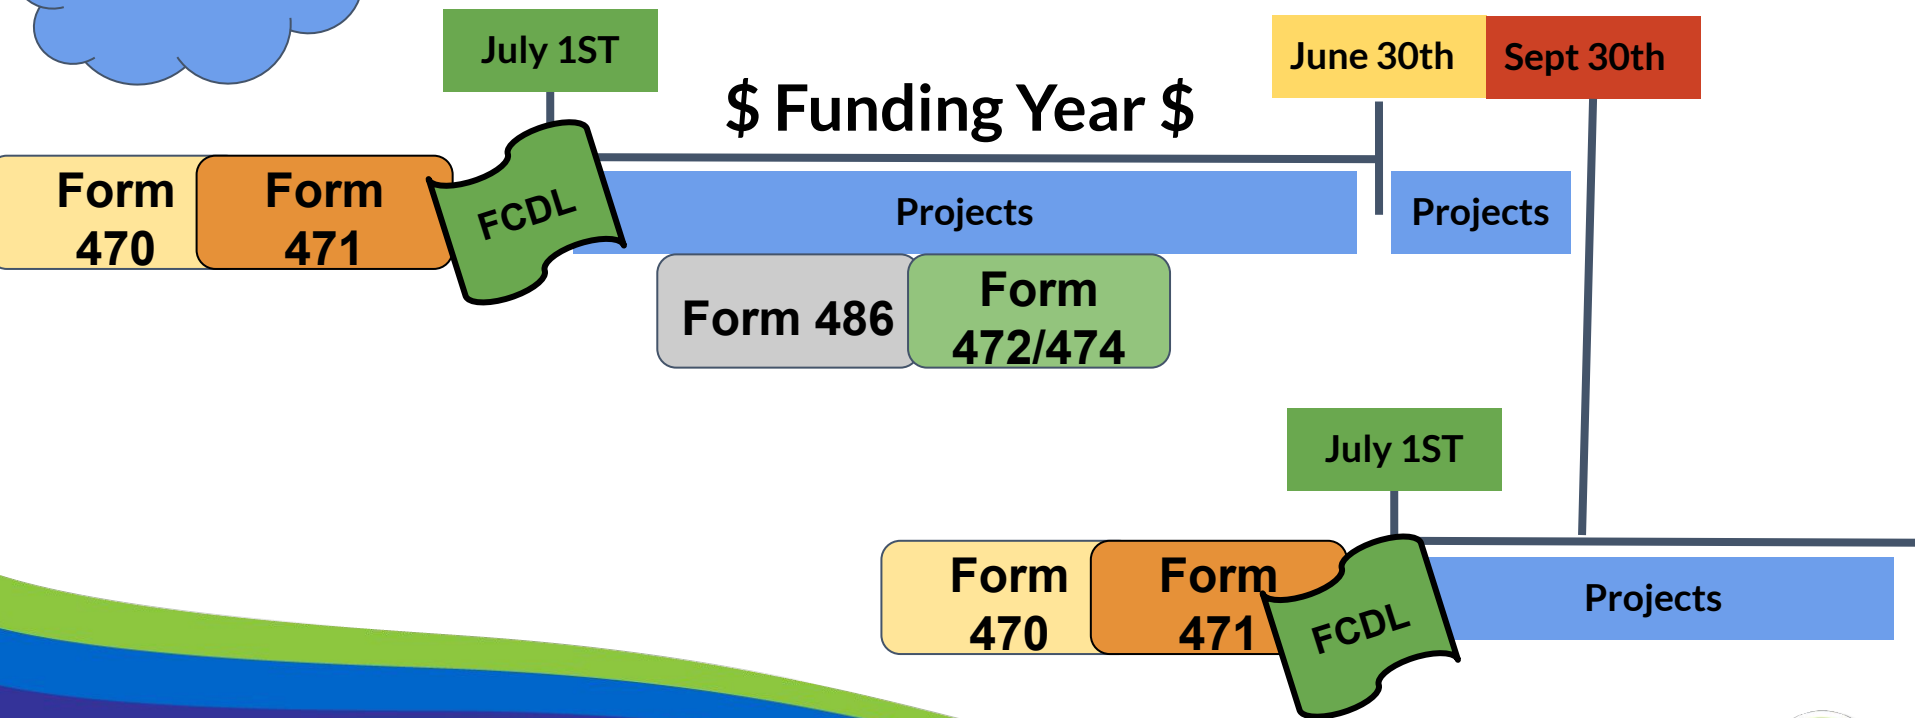 July 1ST
June 30th
Sept 30th
$ Funding Year $
Form
470
Form
471
FCDL
Projects
Projects
Form 486
Form
472/474
July 1ST
Form
470
Form
471
FCDL
Projects